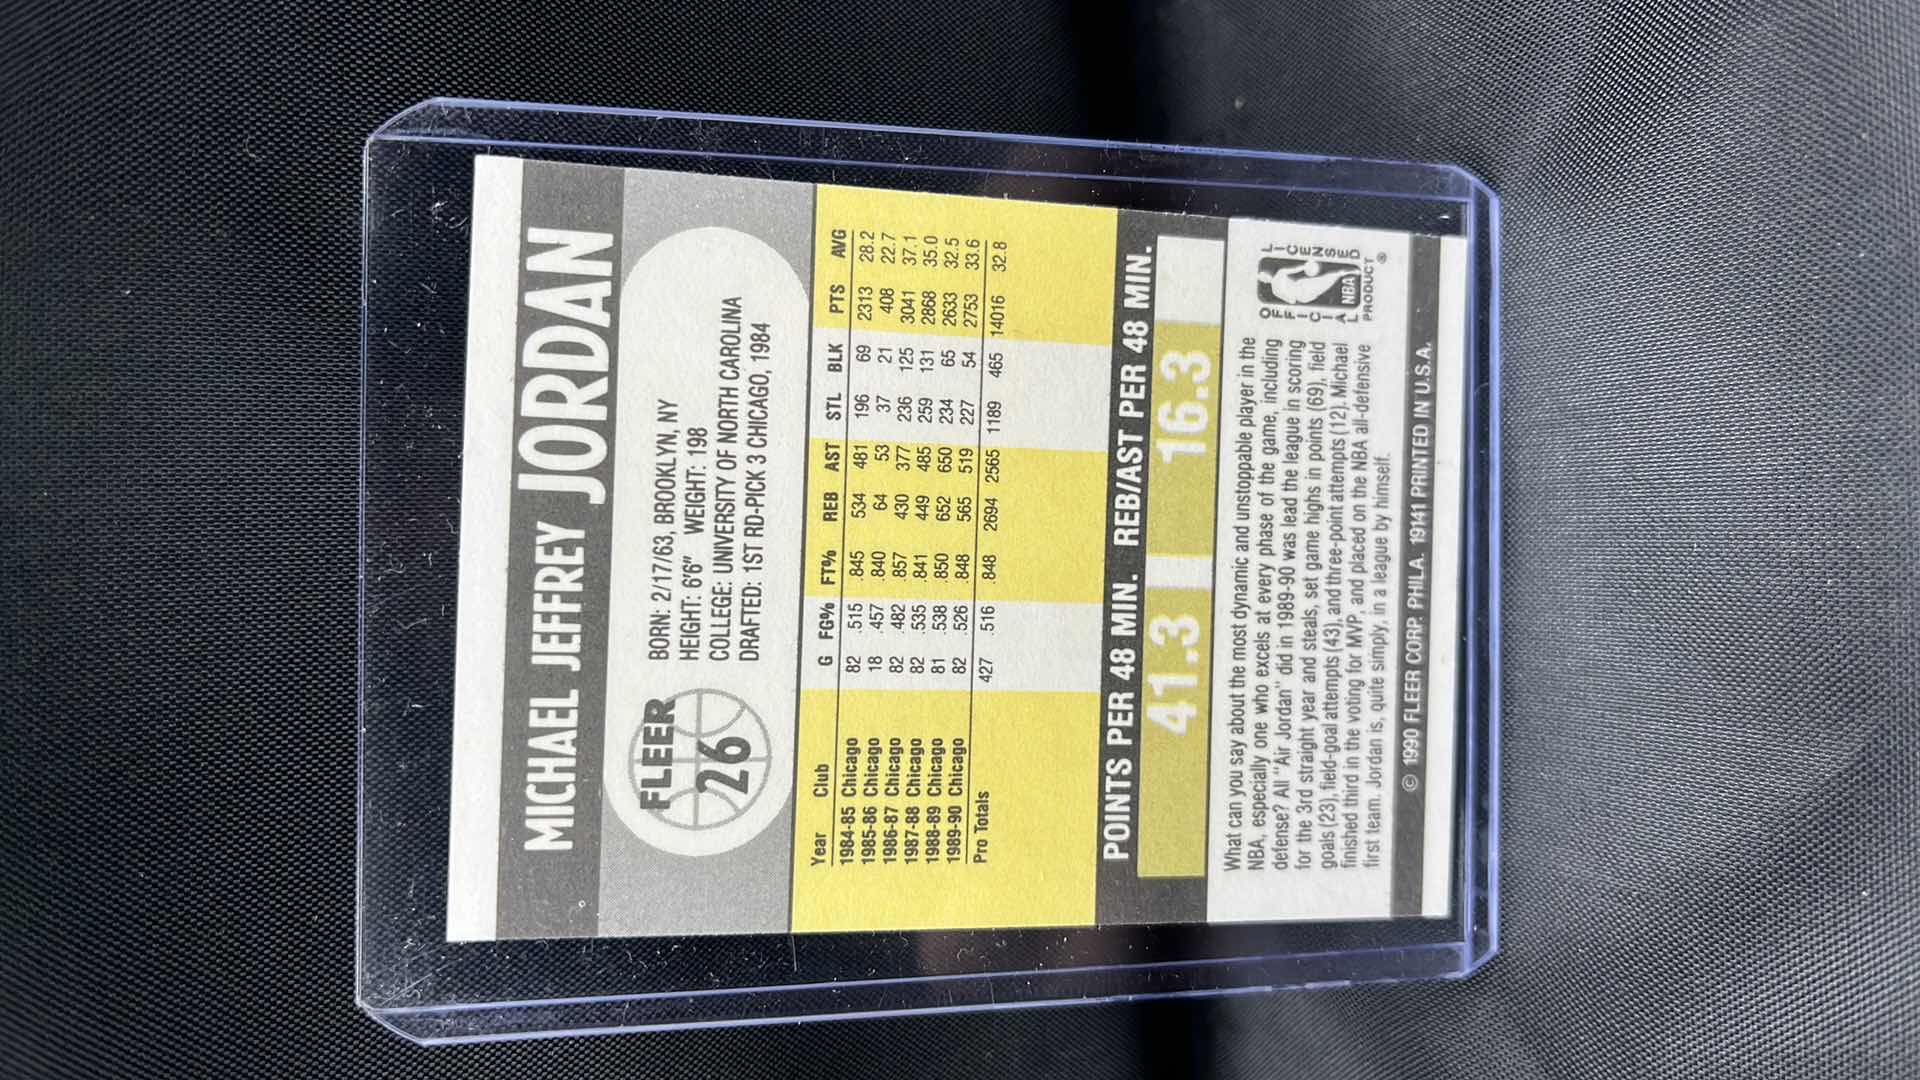 MICHAEL JEFFREY JORDAN
FLEER
26
BORN: 2/17/63, BROOKLYN, NY
HEIGHT: 6'6" WEIGHT: 198
COLLEGE: UNIVERSITY OF NORTH CAROLINA
DRAFTED: 1ST RD-PICK 3 CHICAGO, 1984
Year Club G FG% FT% REB AST STL BLK PTS AVG
1984-85 Chicago 82 .515 .845 534 481 196 69 2313 28.2
1985-86 Chicago 18 .457 .840 64 53 37 21 408 22.7
1986-87 Chicago 82 .482 .857 430 377 236 125 3041 37.1
1987-88 Chicago 82 .535 .841 449 485 259 131 2868 35.0
1988-89 Chicago 81 .538 .850 652 650 234 65 2633 32.5
1989-90 Chicago 82 .526 .848 565 519 227 54 2753 33.6
Pro Totals 427 .516 .848 2694 2565 1189 465 14016 32.8
POINTS PER 48 MIN. REB/AST PER 48 MIN.
41.3 16.3
What can you say about the most dynamic and unstoppable player in the
NBA, especially one who excels at every phase of the game, including
defense? All "Air Jordan" did in 1989-90 was lead the league in scoring
for the 3rd straight year and steals, set game highs in points (69), field
goals (23), field-goal attempts (43), and three-point attempts (12). Michael
finished third in the voting for MVP, and placed on the NBA all-defensive
first team. Jordan is, quite simply, in a league by himself.
OFFICIAL LICENSED
NBA
PRODUCT ®
© 1990 FLEER CORP. PHILA. 19141 PRINTED IN U.S.A.